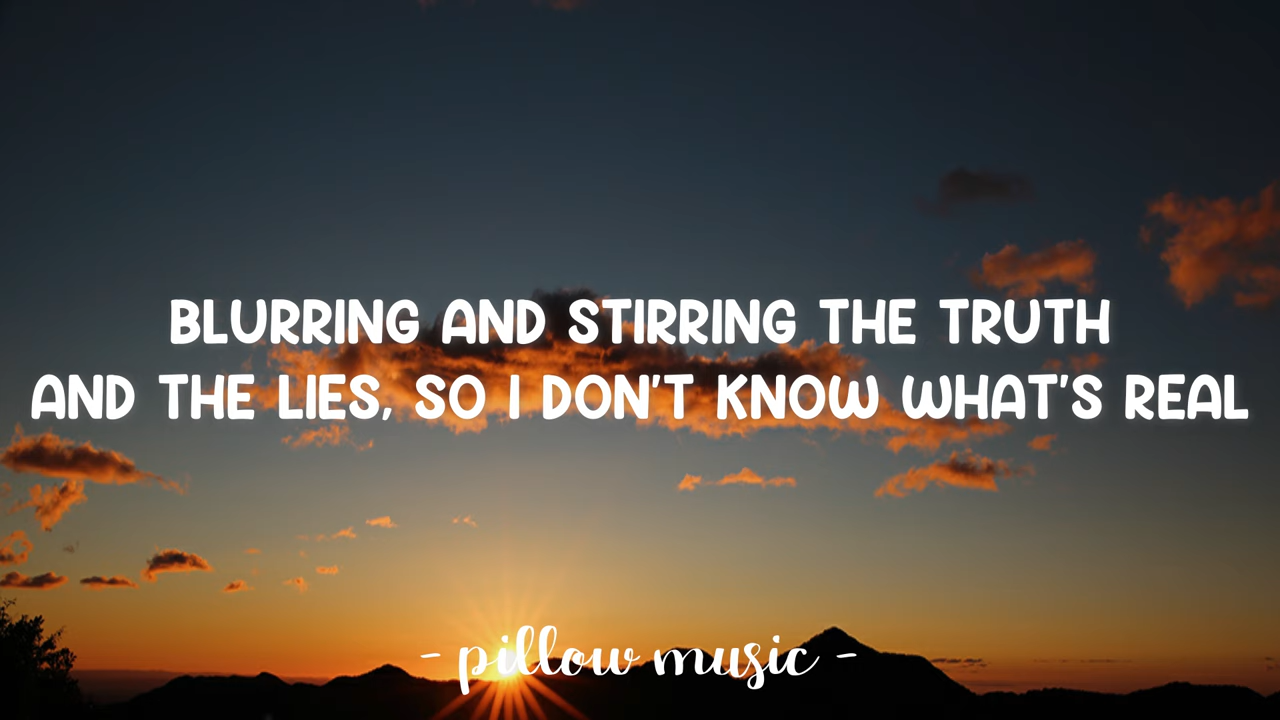 BLURRING AND STIRRING THE TRUTH
AND THE LIES, SO I DON'T KNOW WHAT'S REAL
- pillow music -